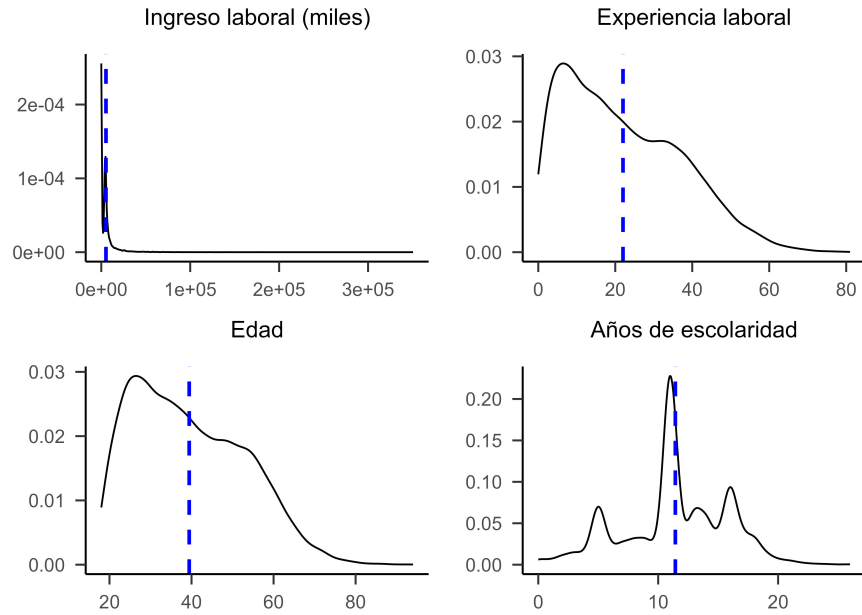 Ingreso laboral (miles)
2e-04
1e-04
0e+00
0e+00 1e+05 2e+05 3e+05
Experiencia laboral
0.03
0.02
0.01
0.00
0 20 40 60 80
Edad
0.03
0.02
0.01
0.00
20 40 60 80
Años de escolaridad
0.20
0.15
0.10
0.05
0.00
0 10 20